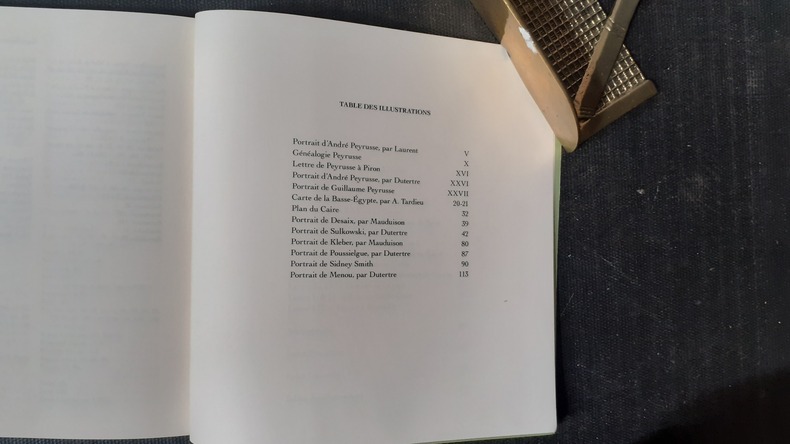 TABLE DES ILLUSTRATIONS
Portrait d'André Peyrusse, par Laurent V
Généalogie Peyrusse X
Lettre de Peyrusse à Piron XVI
Portrait d'André Peyrusse, par Dutertre XXVI
Portrait de Guillaume Peyrusse XXVII
Carte de la Basse-Égypte, par A. Tardieu 20-21
Plan du Caire 32
Portrait de Desaix, par Mauduison 39
Portrait de Sulkowski, par Dutertre 42
Portrait de Kleber, par Mauduison 80
Portrait de Poussielgue, par Dutertre 87
Portrait de Sidney Smith 90
Portrait de Menou, par Dutertre 113